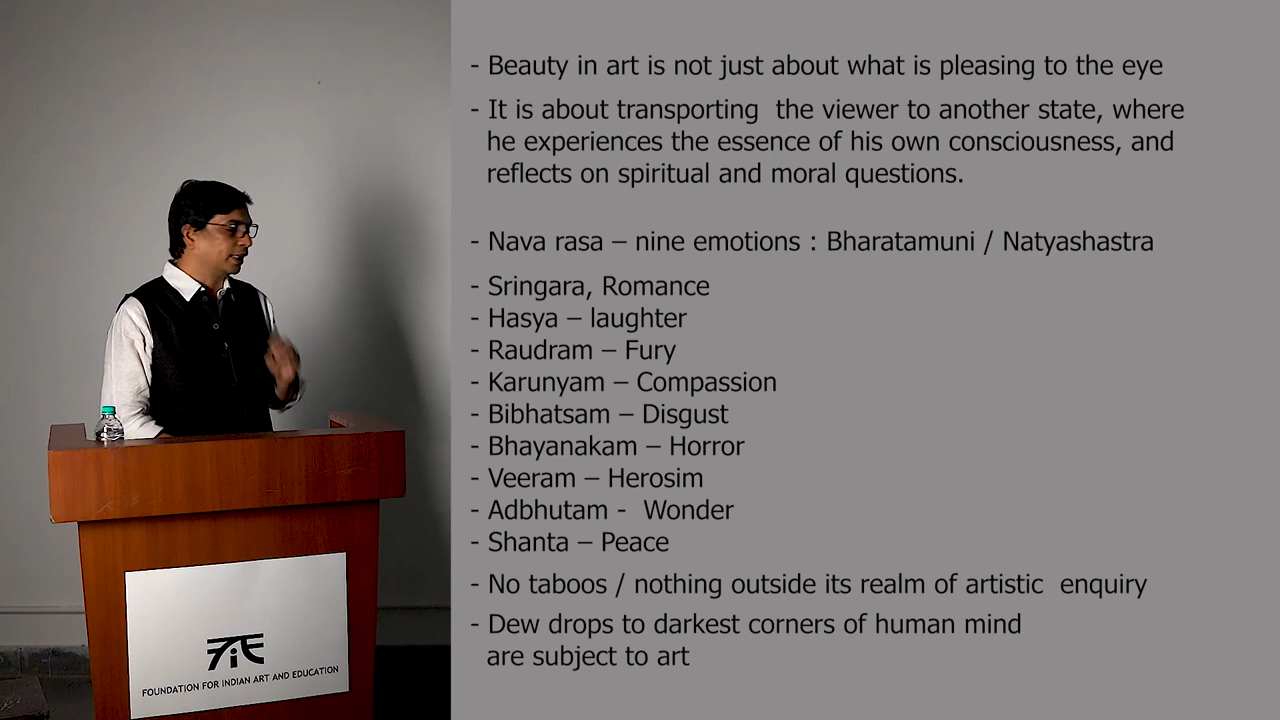 - Beauty in art is not just about what is pleasing to the eye
- It is about transporting the viewer to another state, where
he experiences the essence of his own consciousness, and
reflects on spiritual and moral questions.
- Nava rasa – nine emotions : Bharatamuni / Natyashastra
- Sringara, Romance
- Hasya – laughter
- Raudram – Fury
- Karunyam – Compassion
- Bibhatsam – Disgust
- Bhayanakam – Horror
- Veeram – Herosim
- Adbhutam - Wonder
- Shanta – Peace
- No taboos / nothing outside its realm of artistic enquiry
- Dew drops to darkest corners of human mind
are subject to art
FiE
FOUNDATION FOR INDIAN ART AND EDUCATION